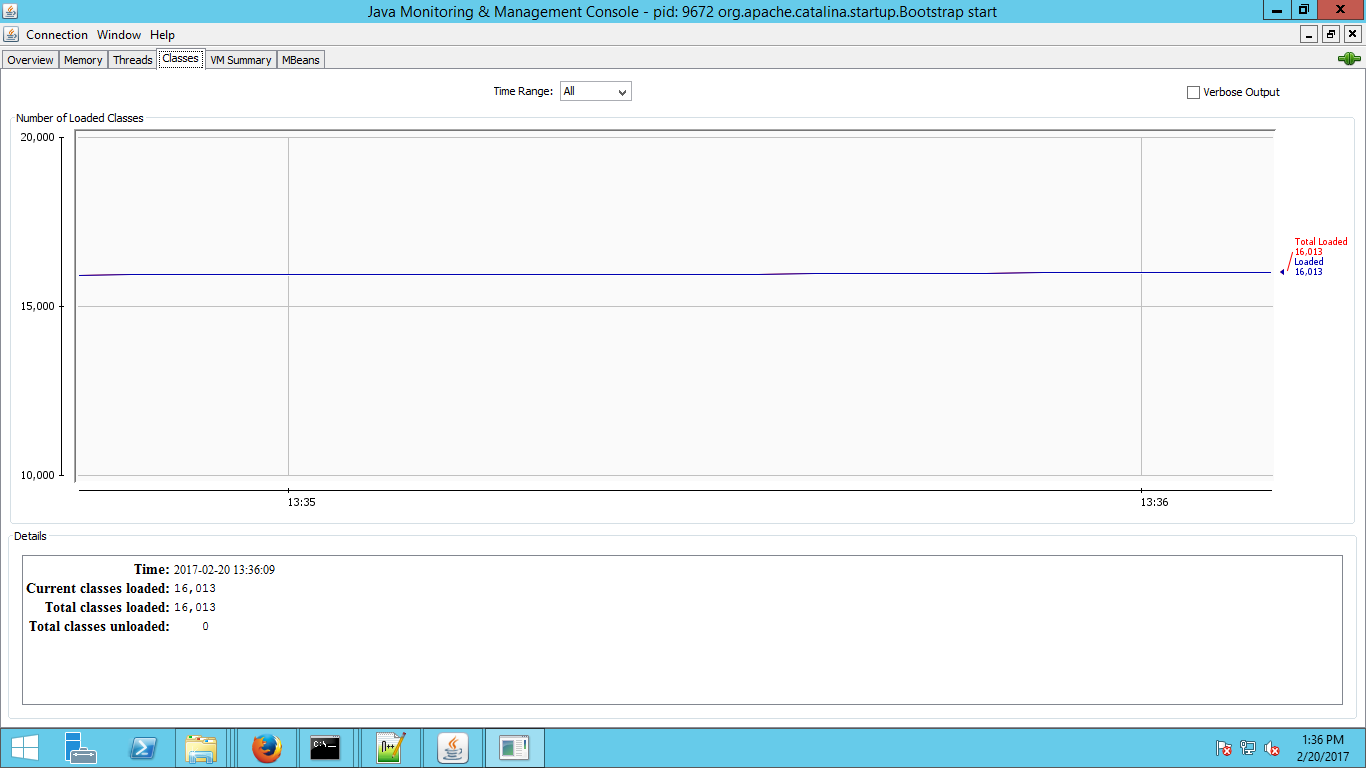 Java Monitoring & Management Console - pid: 9672 org.apache.catalina.startup.Bootstrap start
Connection Window Help
Overview Memory Threads Classes VM Summary MBeans
Time Range: All Verbose Output
Number of Loaded Classes
20,000
15,000
10,000
Total Loaded
16,013
Loaded
16,013
13:35 13:36
Details
Time: 2017-02-20 13:36:09
Current classes loaded: 16,013
Total classes loaded: 16,013
Total classes unloaded: 0
C:\_
1:36 PM
2/20/2017